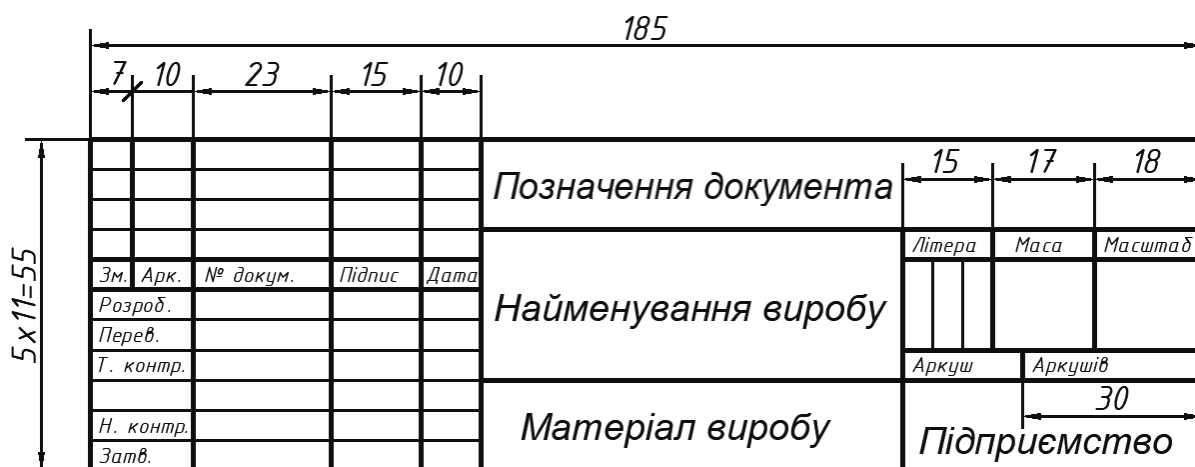 185
7 10 23 15 10
15 17 18
Позначення документа
5x11=55
Літера Маса Масштаб
Зм. Арк. № докум. Підпис Дата
Розроб.
Найменування виробу
Перев.
Т. контр.
Аркуш Аркушів
30
Н. контр.
Матеріал виробу
Підприємство
Затв.